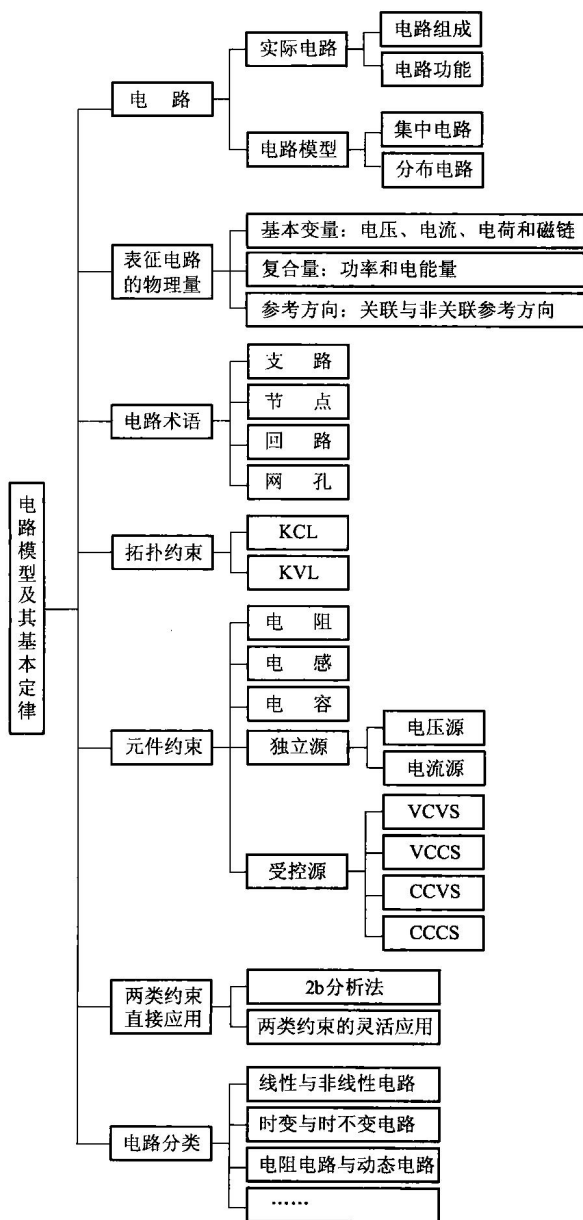 电路模型及其基本定律
电 路
实际电路
电路组成
电路功能
电路模型
集中电路
分布电路
表征电路
的物理量
基本变量：电压、电流、电荷和磁链
复合量：功率和电能量
参考方向：关联与非关联参考方向
电路术语
支 路
节 点
回 路
网 孔
拓扑约束
KCL
KVL
元件约束
电 阻
电 感
电 容
独立源
电压源
电流源
受控源
VCVS
VCCS
CCVS
CCCS
两类约束
直接应用
2b分析法
两类约束的灵活应用
电路分类
线性与非线性电路
时变与时不变电路
电阻电路与动态电路
……